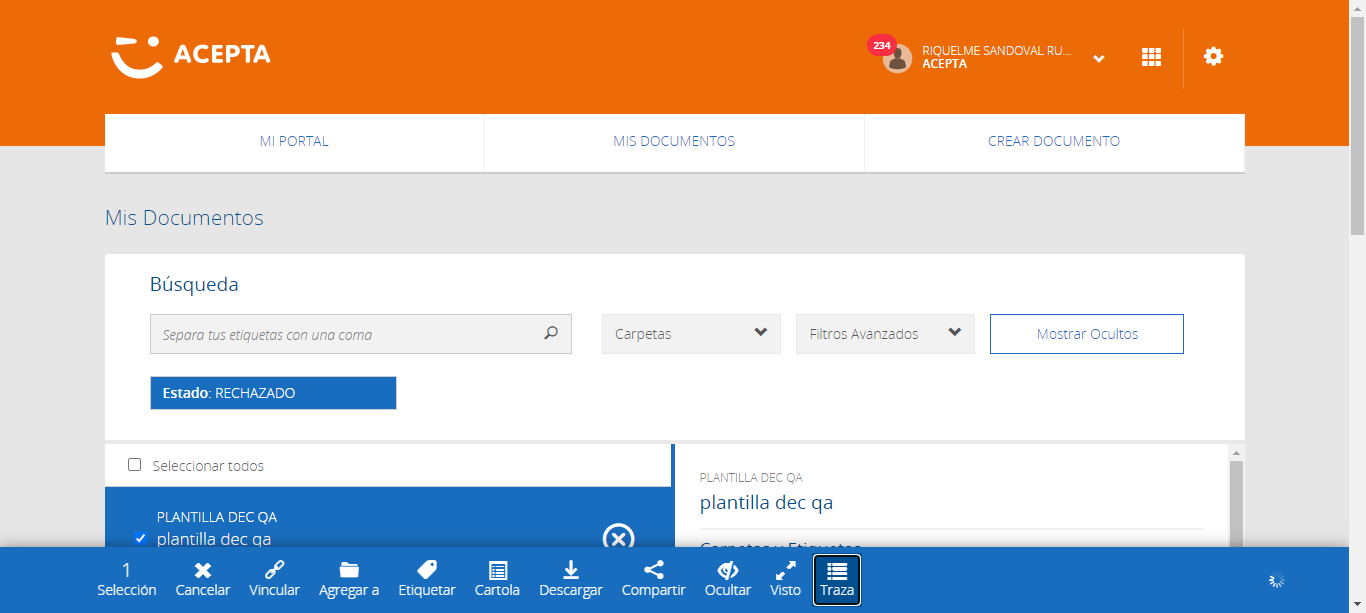 ACEPTA
234
RIQUELME SANDOVAL RU...
ACEPTA
MI PORTAL
MIS DOCUMENTOS
CREAR DOCUMENTO
Mis Documentos
Búsqueda
Separa tus etiquetas con una coma
Carpetas
Filtros Avanzados
Mostrar Ocultos
Estado: RECHAZADO
Seleccionar todos
PLANTILLA DEC QA
plantilla dec qa
PLANTILLA DEC QA
plantilla dec qa
Carpetas y Etiquetas
1
Selección
Cancelar
Vincular
Agregar a
Etiquetar
Cartola
Descargar
Compartir
Ocultar
Visto
Traza